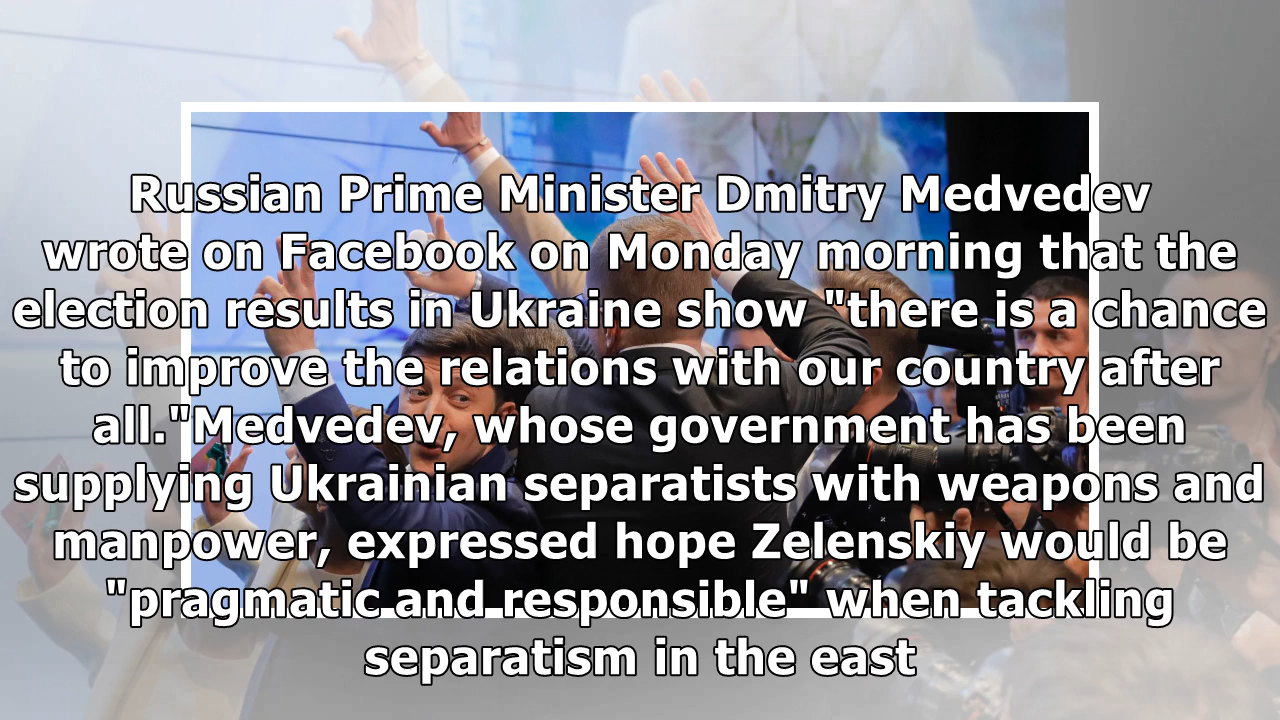 Russian Prime Minister Dmitry Medvedev
wrote on Facebook on Monday morning that the
election results in Ukraine show "there is a chance
to improve the relations with our country after
all."Medvedev, whose government has been
supplying Ukrainian separatists with weapons and
manpower, expressed hope Zelenskiy would be
"pragmatic and responsible" when tackling
separatism in the east